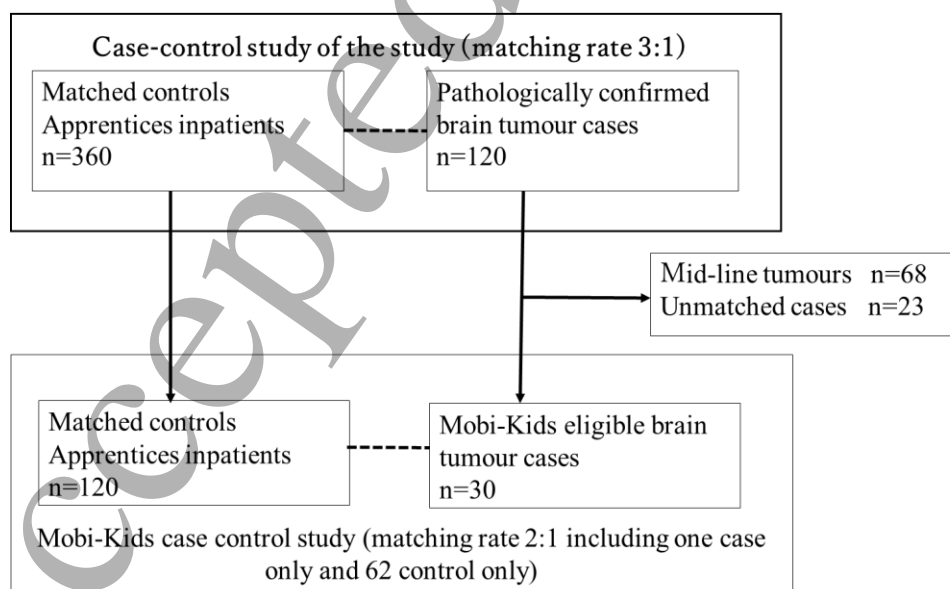 Case-control study of the study (matching rate 3:1)
Matched controls
Apprentices inpatients
n=360
Pathologically confirmed
brain tumour cases
n=120
Mid-line tumours n=68
Unmatched cases n=23
Matched controls
Apprentices inpatients
n=120
Mobi-Kids eligible brain
tumour cases
n=30
Mobi-Kids case control study (matching rate 2:1 including one case
only and 62 control only)
ccepted